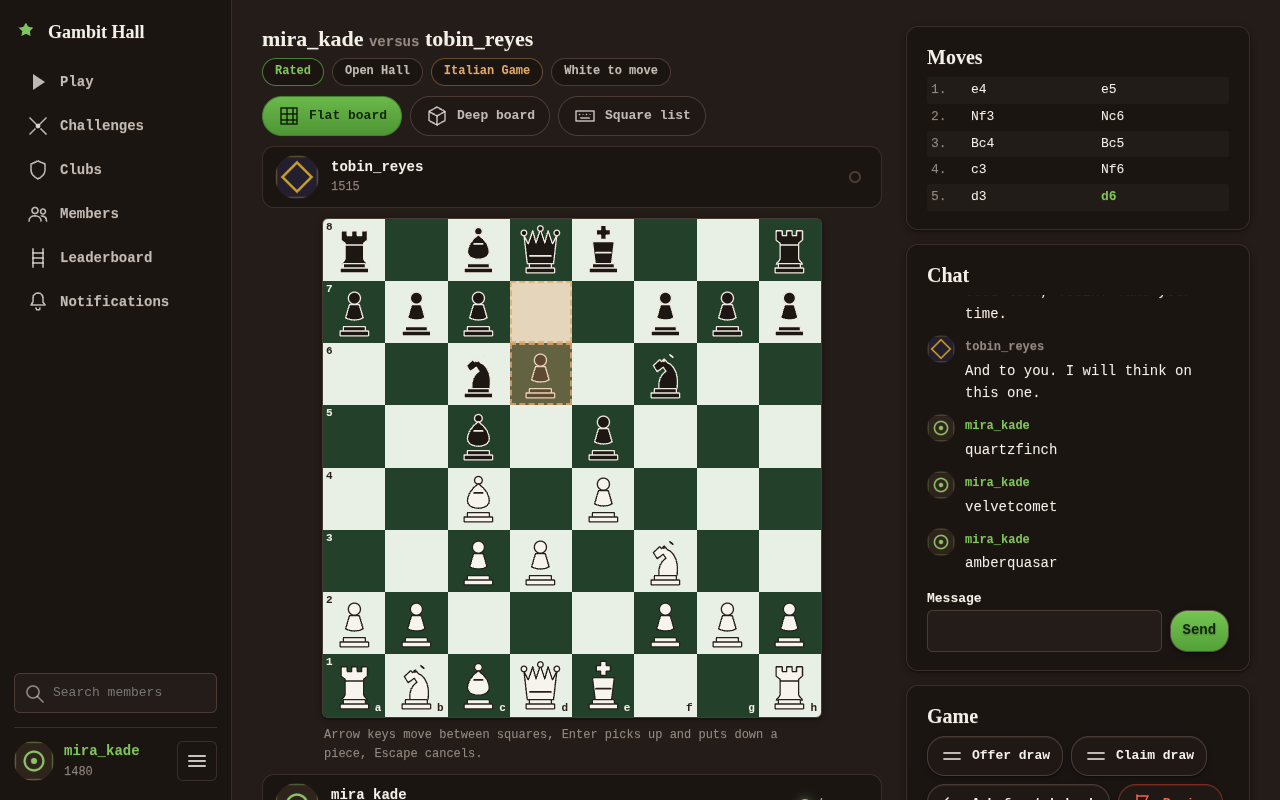 Gambit Hall
Play
Challenges
Clubs
Members
Leaderboard
Notifications
Search members
mira_kade
1480
mira_kade versus tobin_reyes
Rated
Open Hall
Italian Game
White to move
Flat board
Deep board
Square list
tobin_reyes
1515
8
7
6
5
4
3
2
1
a b c d e f g h
Arrow keys move between squares, Enter picks up and puts down a
piece, Escape cancels.
mira_kade
Moves
1. e4 e5
2. Nf3 Nc6
3. Bc4 Bc5
4. c3 Nf6
5. d3 d6
Chat
time.
tobin_reyes
And to you. I will think on
this one.
mira_kade
quartzfinch
mira_kade
velvetcomet
mira_kade
amberquasar
Message
Send
Game
Offer draw
Claim draw